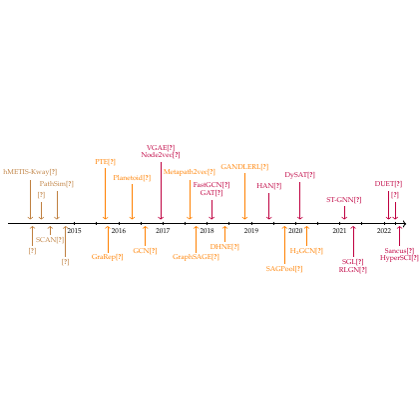 VGAE[?]
Node2vec[?]
PTE[?]
GANDLERL[?]
hMETIS-Kway[?]
Metapath2vec[?]
DySAT[?]
Planetoid[?]
PathSim[?]
FastGCN[?]
GAT[?]
HAN[?]
DUET[?]
[?]
[?]
ST-GNN[?]
2015
2016
2017
2018
2019
2020
2021
2022
SCAN[?]
DHNE[?]
[?]
GCN[?]
H2GCN[?]
Sancus[?]
HyperSCI[?]
GraRep[?]
GraphSAGE[?]
[?]
SAGPool[?]
SGL[?]
RLGN[?]